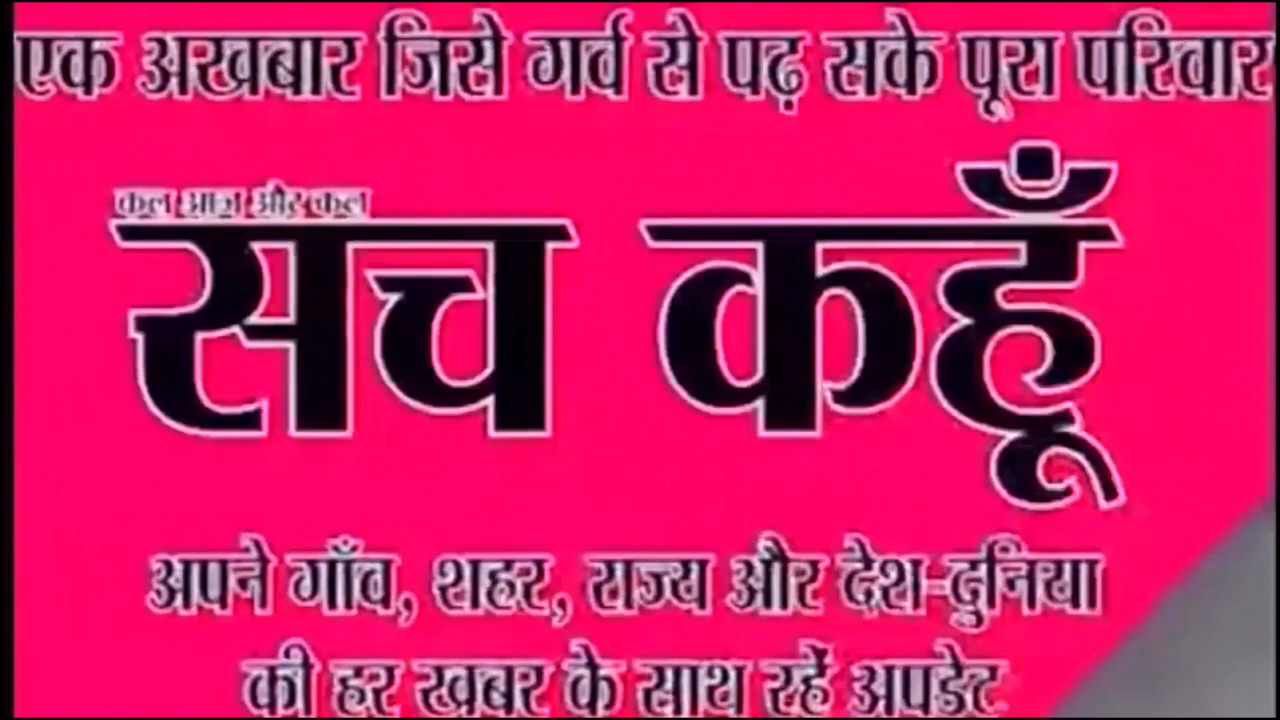 एक अखबार जिसे गर्व से पढ़ सके पूरा परिवार
कल आज और कल
सच कहूँ
अपने गाँव, शहर, राज्य और देश-दुनिया
की हर खबर के साथ रहें अपडेट